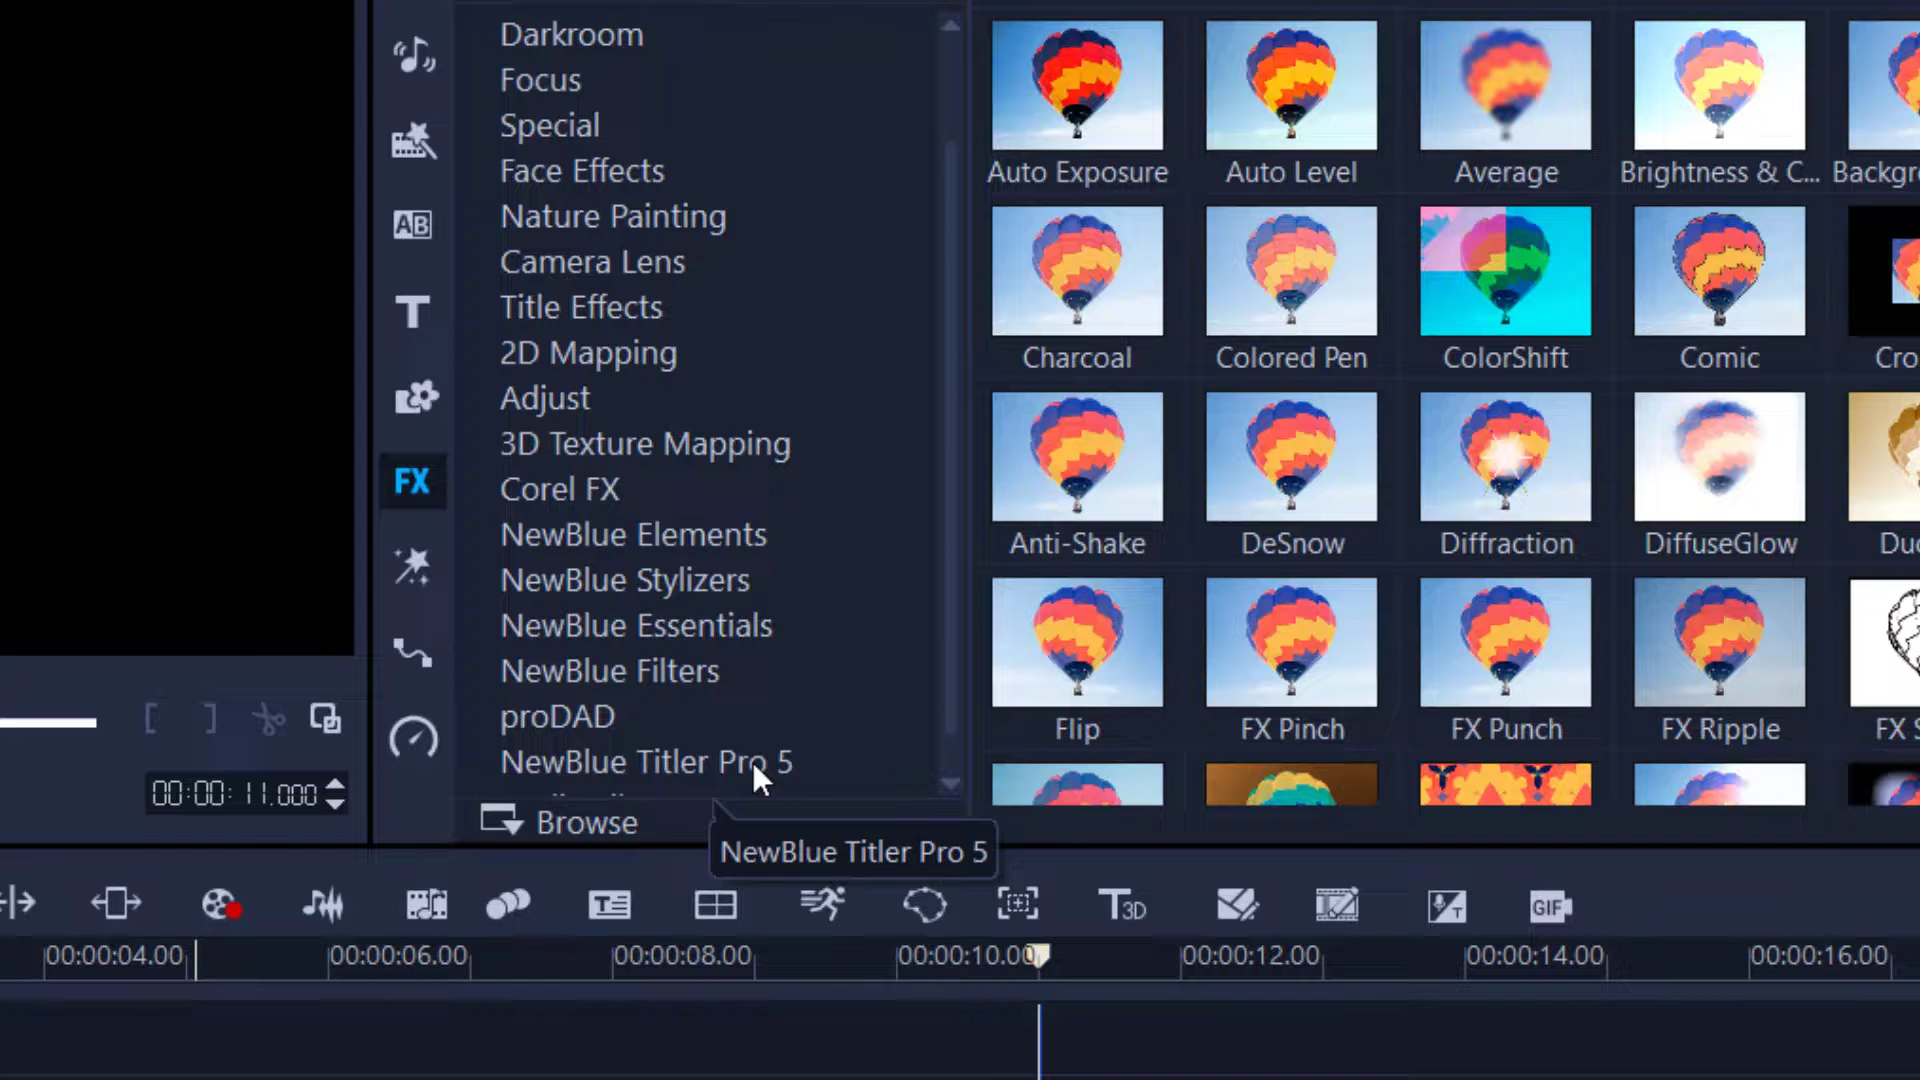 Darkroom
Focus
Special
Face Effects
Nature Painting
Camera Lens
Title Effects
2D Mapping
Adjust
3D Texture Mapping
Corel FX
NewBlue Elements
NewBlue Stylizers
NewBlue Essentials
NewBlue Filters
proDAD
NewBlue Titler Pro 5
Browse
NewBlue Titler Pro 5
AB
T
FX
Auto Exposure
Auto Level
Average
Brightness & C...
Backgr
Charcoal
Colored Pen
ColorShift
Comic
Cro
Anti-Shake
DeSnow
Diffraction
DiffuseGlow
Du
Flip
FX Pinch
FX Punch
FX Ripple
FX S
[ ]
00:00:11.000
T
T3D
T
GIF
00:00:04.00
00:00:06.00
00:00:08.00
00:00:10.00
00:00:12.00
00:00:14.00
00:00:16.00